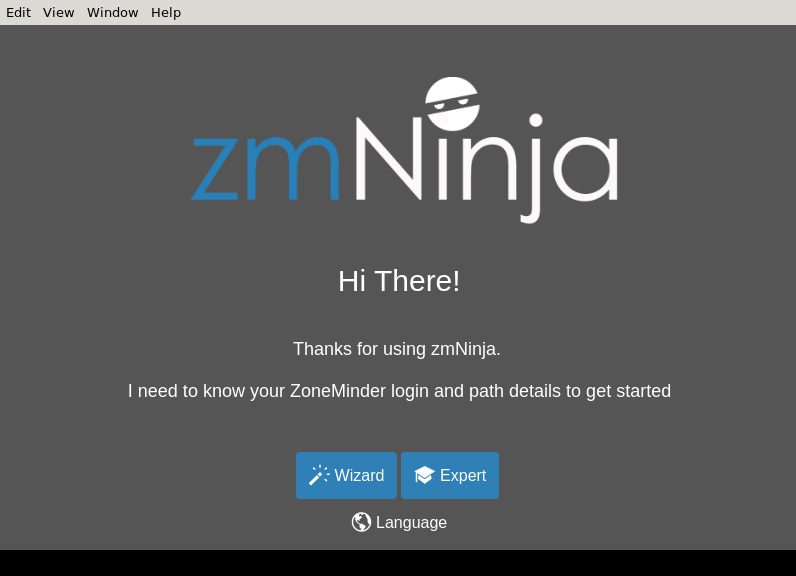 Edit View Window Help
zmNinja
Hi There!
Thanks for using zmNinja.
I need to know your ZoneMinder login and path details to get started
Wizard Expert
Language